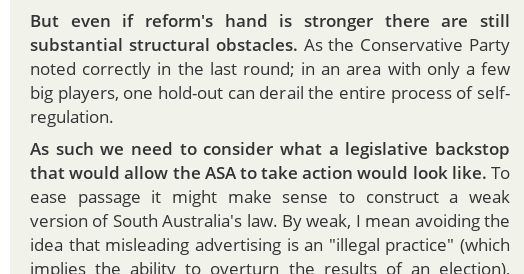 But even if reform's hand is stronger there are still
substantial structural obstacles. As the Conservative Party
noted correctly in the last round; in an area with only a few
big players, one hold-out can derail the entire process of self-
regulation.
As such we need to consider what a legislative backstop
that would allow the ASA to take action would look like. To
ease passage it might make sense to construct a weak
version of South Australia's law. By weak, I mean avoiding the
idea that misleading advertising is an "illegal practice" (which
implies the ability to overturn the results of an election).